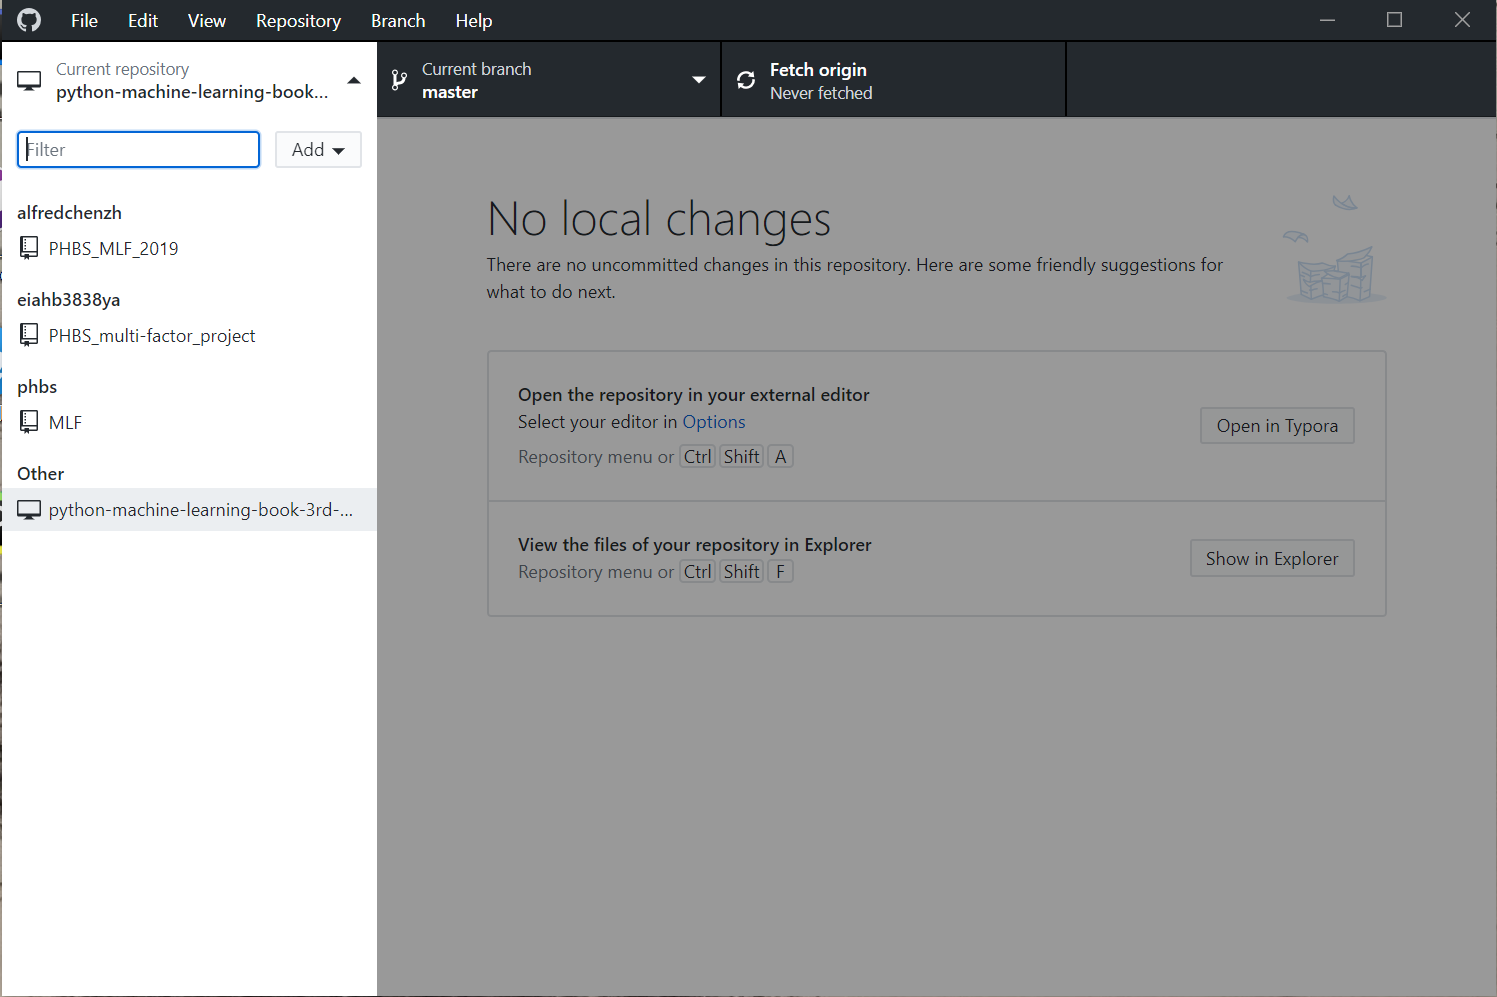 File Edit View Repository Branch Help
Current repository
python-machine-learning-book...
Current branch
master
Fetch origin
Never fetched
Filter
Add
alfredchenzh
PHBS_MLF_2019
eiahb3838ya
PHBS_multi-factor_project
phbs
MLF
Other
python-machine-learning-book-3rd-...
No local changes
There are no uncommitted changes in this repository. Here are some friendly suggestions for
what to do next.
Open the repository in your external editor
Select your editor in Options
Repository menu or Ctrl Shift A
Open in Typora
View the files of your repository in Explorer
Repository menu or Ctrl Shift F
Show in Explorer